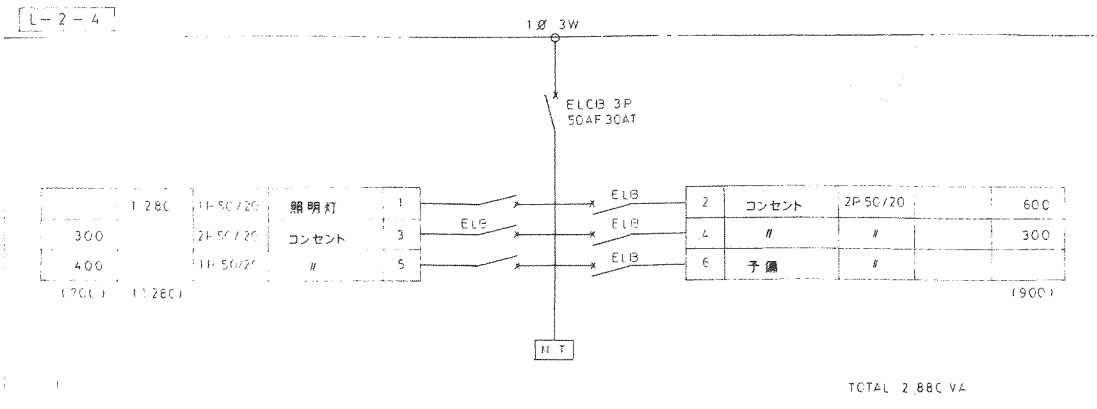 L-2-4
1Ø 3W
ELCB 3P
50AF 30AT
1 280 1P 50/20 照明灯 1 ELB 2 コンセント 2P 50/20 600
300 2P 50/20 コンセント 3 ELB ELB 4 〃 〃 300
400 1P 50/20 〃 5 ELB 6 予備 〃
(700) (1 280) (900)
N T
TOTAL 2 880 VA